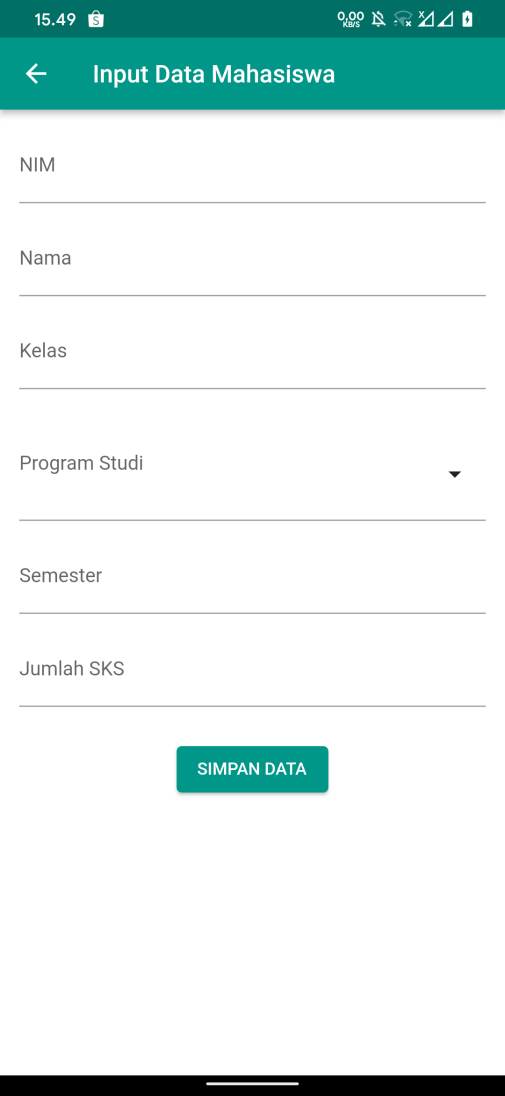 15.49
0,00
KB/S
Input Data Mahasiswa
NIM
Nama
Kelas
Program Studi
Semester
Jumlah SKS
SIMPAN DATA